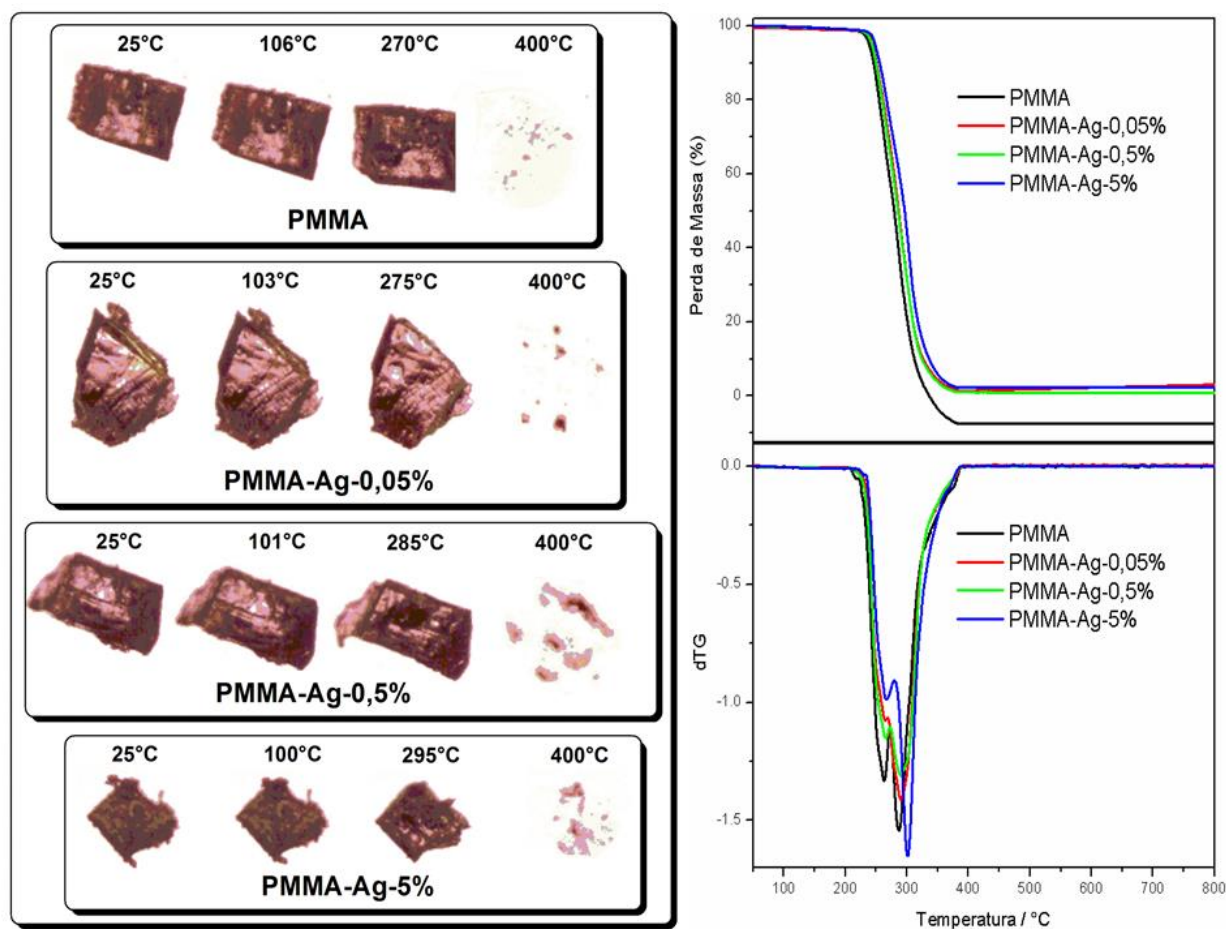 25°C 106°C 270°C 400°C
PMMA
25°C 103°C 275°C 400°C
PMMA-Ag-0,05%
25°C 101°C 285°C 400°C
PMMA-Ag-0,5%
25°C 100°C 295°C 400°C
PMMA-Ag-5%
100
80
60
40
20
0
Perda de Massa (%)
PMMA
PMMA-Ag-0,05%
PMMA-Ag-0,5%
PMMA-Ag-5%
0.0
-0.5
-1.0
-1.5
dTG
PMMA
PMMA-Ag-0,05%
PMMA-Ag-0,5%
PMMA-Ag-5%
100 200 300 400 500 600 700 800
Temperatura / °C